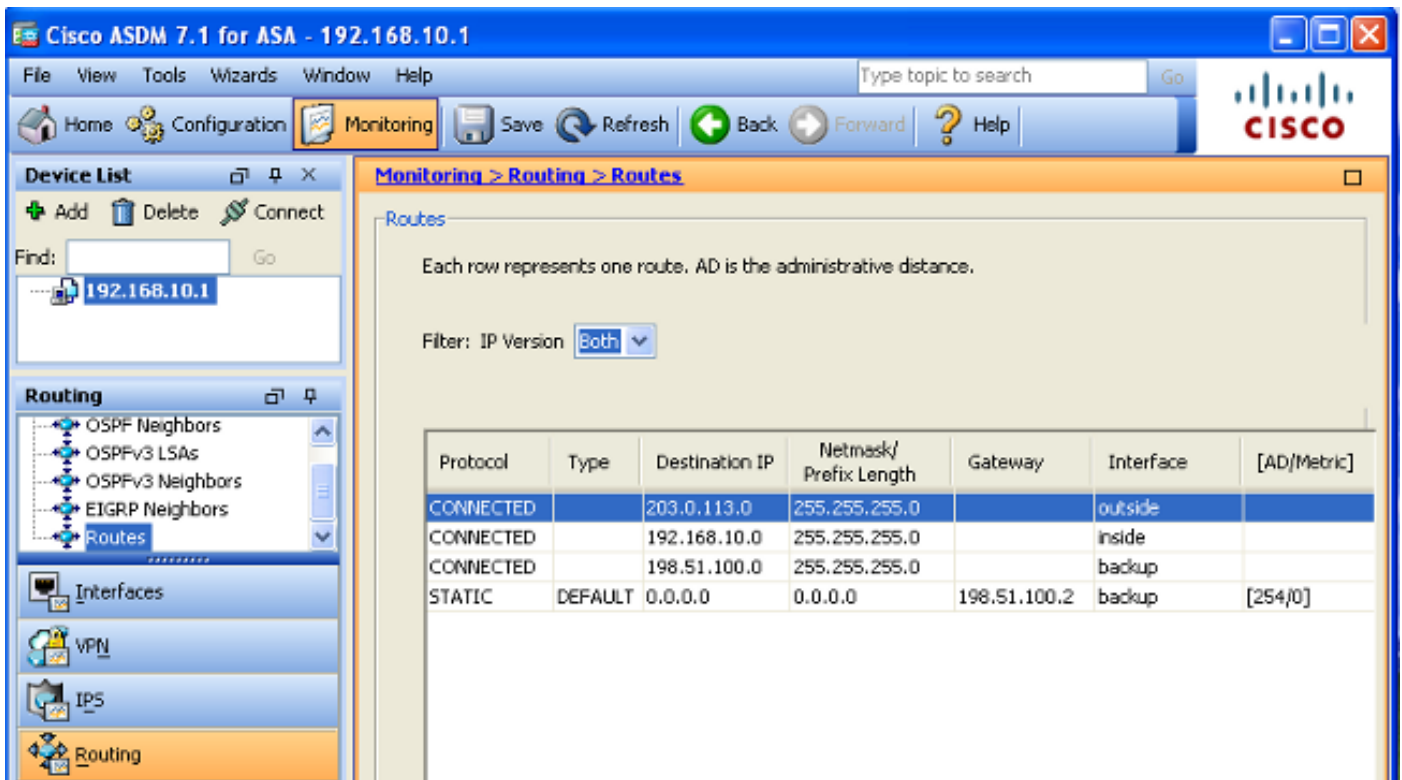 Cisco ASDM 7.1 for ASA - 192.168.10.1
File View Tools Wizards Window Help Type topic to search Go
Home Configuration Monitoring Save Refresh Back Forward Help
CISCO
Device List
Add Delete Connect
Find: Go
192.168.10.1
Routing
OSPF Neighbors
OSPFv3 LSAs
OSPFv3 Neighbors
EIGRP Neighbors
Routes
Interfaces
VPN
IPS
Routing
Monitoring > Routing > Routes
Routes
Each row represents one route. AD is the administrative distance.
Filter: IP Version Both
Protocol Type Destination IP Netmask/ Prefix Length Gateway Interface [AD/Metric]
CONNECTED 203.0.113.0 255.255.255.0 outside
CONNECTED 192.168.10.0 255.255.255.0 inside
CONNECTED 198.51.100.0 255.255.255.0 backup
STATIC DEFAULT 0.0.0.0 0.0.0.0 198.51.100.2 backup [254/0]